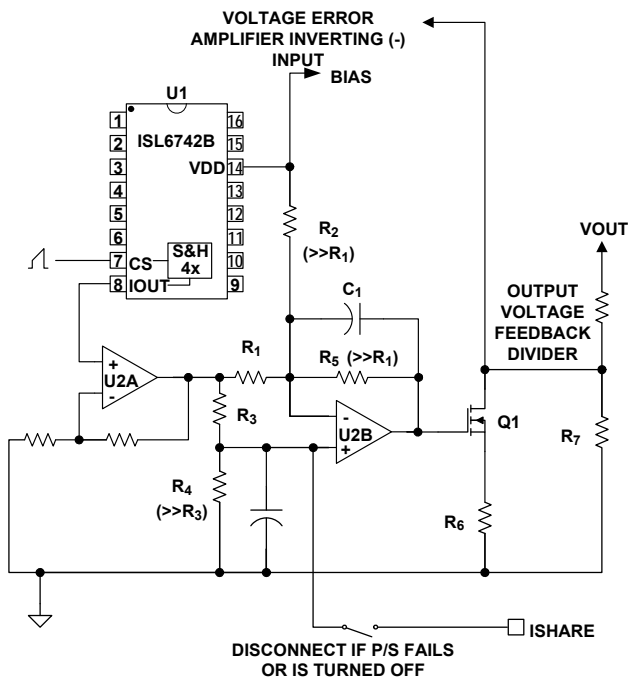 VOLTAGE ERROR
AMPLIFIER INVERTING (-)
INPUT
BIAS
U1
ISL6742B
1
2
3
4
5
6
7
8
16
15
14
13
12
11
10
9
VDD
CS
IOUT
S&H
4x
R2
(>>R1)
C1
R1
R5 (>>R1)
VOUT
OUTPUT
VOLTAGE
FEEDBACK
DIVIDER
+
U2A
-
R3
-
U2B
+
Q1
R7
R4
(>>R3)
R6
ISHARE
DISCONNECT IF P/S FAILS
OR IS TURNED OFF